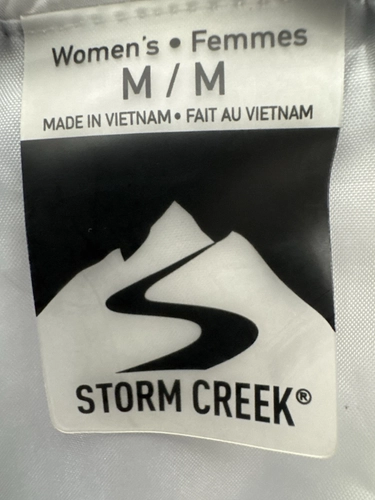 Women's • Femmes
M / M
MADE IN VIETNAM • FAIT AU VIETNAM
STORM CREEK®